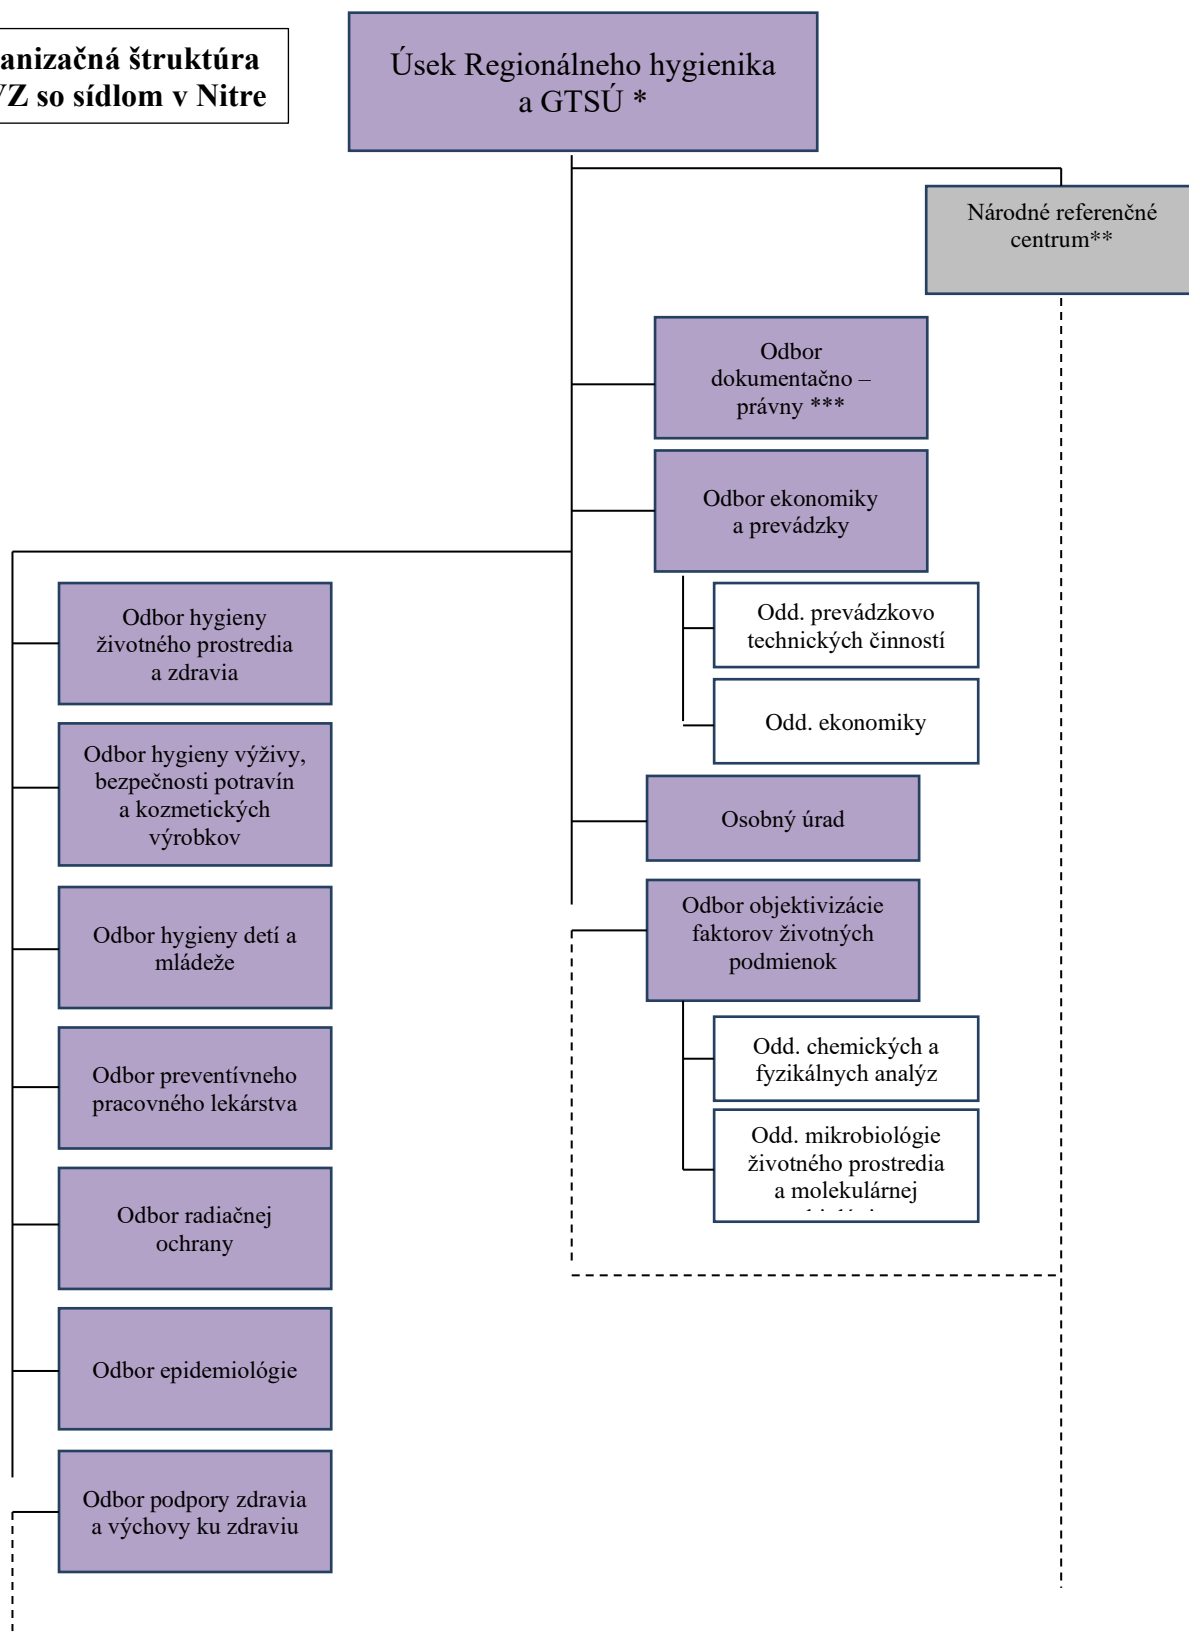 anizačná štruktúra
VZ so sídlom v Nitre
Úsek Regionálneho hygienika
a GTSÚ *
Národné referenčné
centrum**
Odbor
dokumentačno –
právny ***
Odbor ekonomiky
a prevádzky
Odd. prevádzkovo
technických činností
Odd. ekonomiky
Osobný úrad
Odbor objektivizácie
faktorov životných
podmienok
Odd. chemických a
fyzikálnych analýz
Odd. mikrobiológie
životného prostredia
a molekulárnej
Odbor hygieny
životného prostredia
a zdravia
Odbor hygieny výživy,
bezpečnosti potravín
a kozmetických
výrobkov
Odbor hygieny detí a
mládeže
Odbor preventívneho
pracovného lekárstva
Odbor radiačnej
ochrany
Odbor epidemiológie
Odbor podpory zdravia
a výchovy ku zdraviu